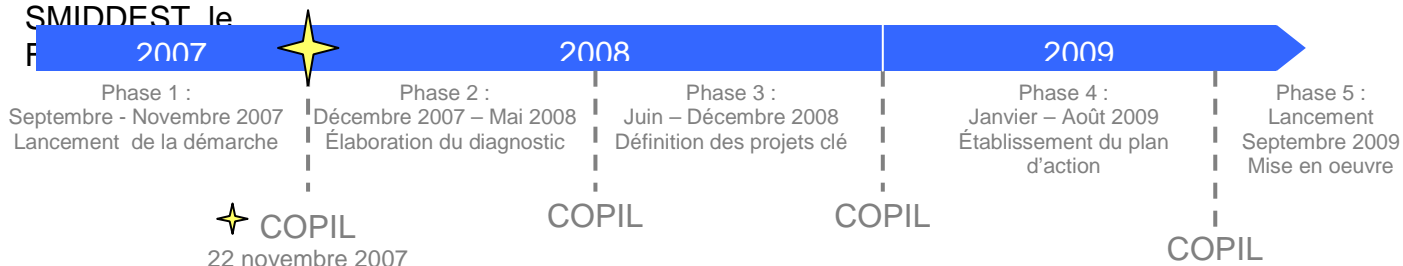 SMIDDEST le
2007
2008
2009
Phase 1 :
Septembre - Novembre 2007
Lancement de la démarche
Phase 2 :
Décembre 2007 – Mai 2008
Élaboration du diagnostic
Phase 3 :
Juin – Décembre 2008
Définition des projets clé
Phase 4 :
Janvier – Août 2009
Établissement du plan
d'action
Phase 5 :
Lancement
Septembre 2009
Mise en oeuvre
COPIL
22 novembre 2007
COPIL
COPIL
COPIL